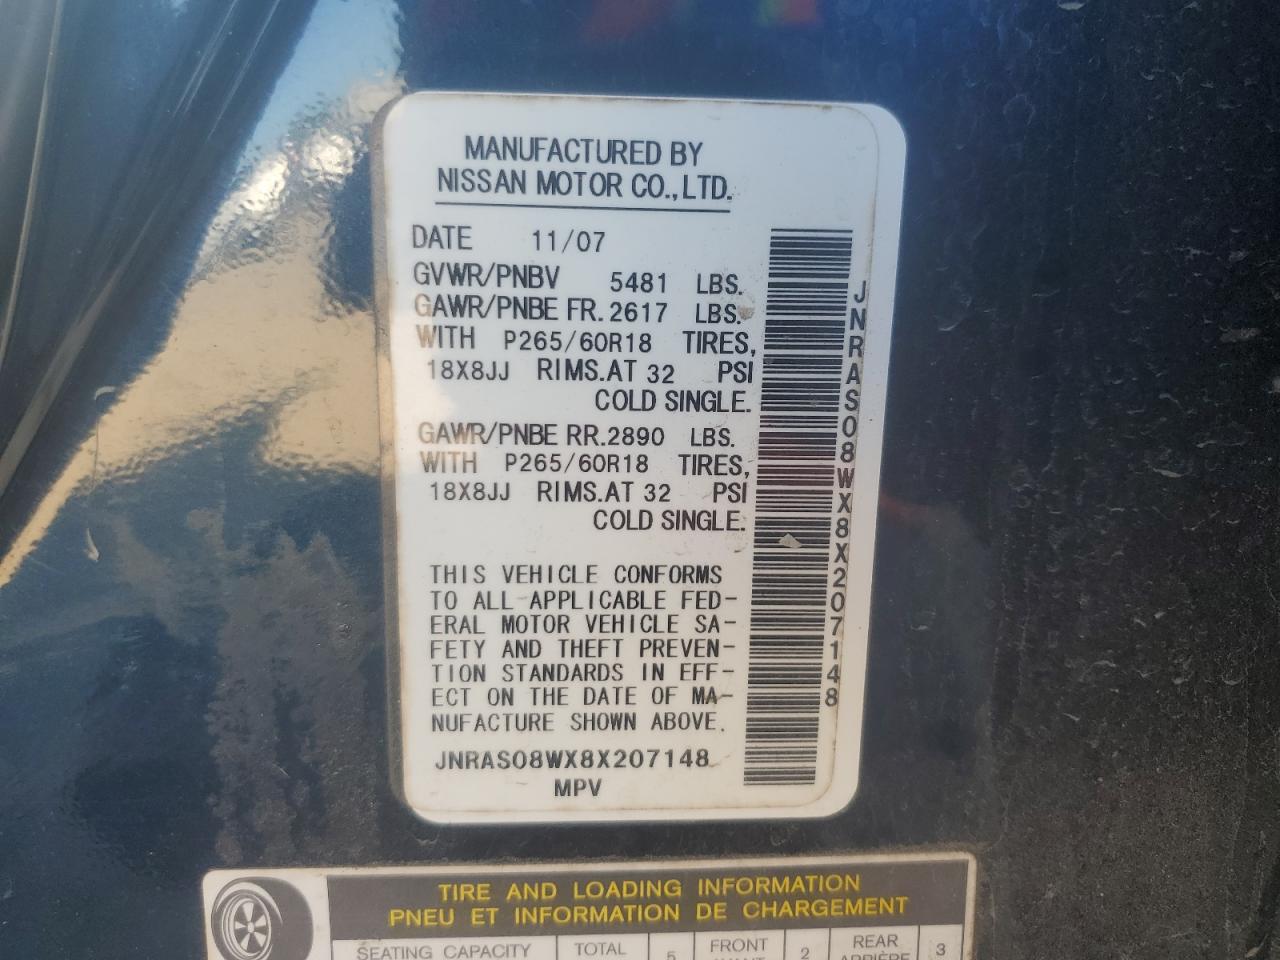 MANUFACTURED BY
NISSAN MOTOR CO.,LTD.
DATE 11/07
GVWR/PNBV 5481 LBS.
GAWR/PNBE FR. 2617 LBS.
WITH P265/60R18 TIRES,
18X8JJ RIMS.AT 32 PSI
COLD SINGLE.
GAWR/PNBE RR. 2890 LBS.
WITH P265/60R18 TIRES,
18X8JJ RIMS.AT 32 PSI
COLD SINGLE.
THIS VEHICLE CONFORMS
TO ALL APPLICABLE FED-
ERAL MOTOR VEHICLE SA-
FETY AND THEFT PREVEN-
TION STANDARDS IN EFF-
ECT ON THE DATE OF MA-
NUFACTURE SHOWN ABOVE.
JNRAS08WX8X207148
MPV
JNRAS08WX8X207148
TIRE AND LOADING INFORMATION
PNEU ET INFORMATION DE CHARGEMENT
SEATING CAPACITY TOTAL 5 FRONT 2 REAR 3